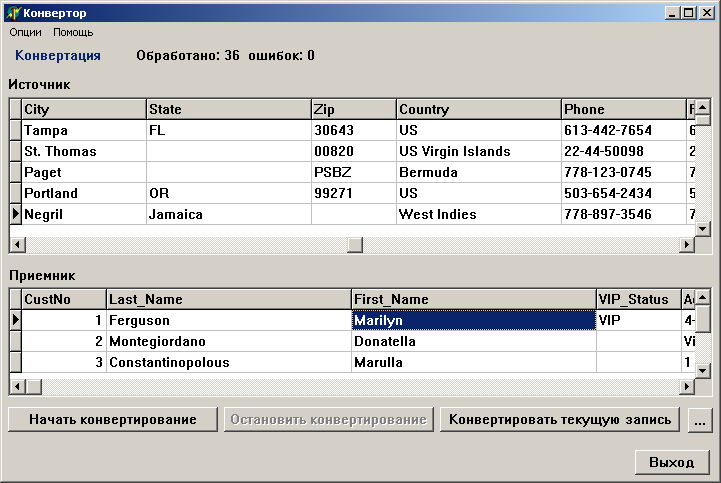 Конвертор
Опции Помощь
Конвертация Обработано: 36 ошибок: 0
Источник
City State Zip Country Phone F
Tampa FL 30643 US 613-442-7654 6
St. Thomas 00820 US Virgin Islands 22-44-50098 2
Paget PSBZ Bermuda 778-123-0745 7
Portland OR 99271 US 503-654-2434 5
Negril Jamaica West Indies 778-897-3546 7
Приемник
CustNo Last_Name First_Name VIP_Status Ad
1 Ferguson Marilyn VIP 4-
2 Montegiordano Donatella Vi
3 Constantinopolous Marulla 1
Начать конвертирование Остановить конвертирование Конвертировать текущую запись ...
Выход